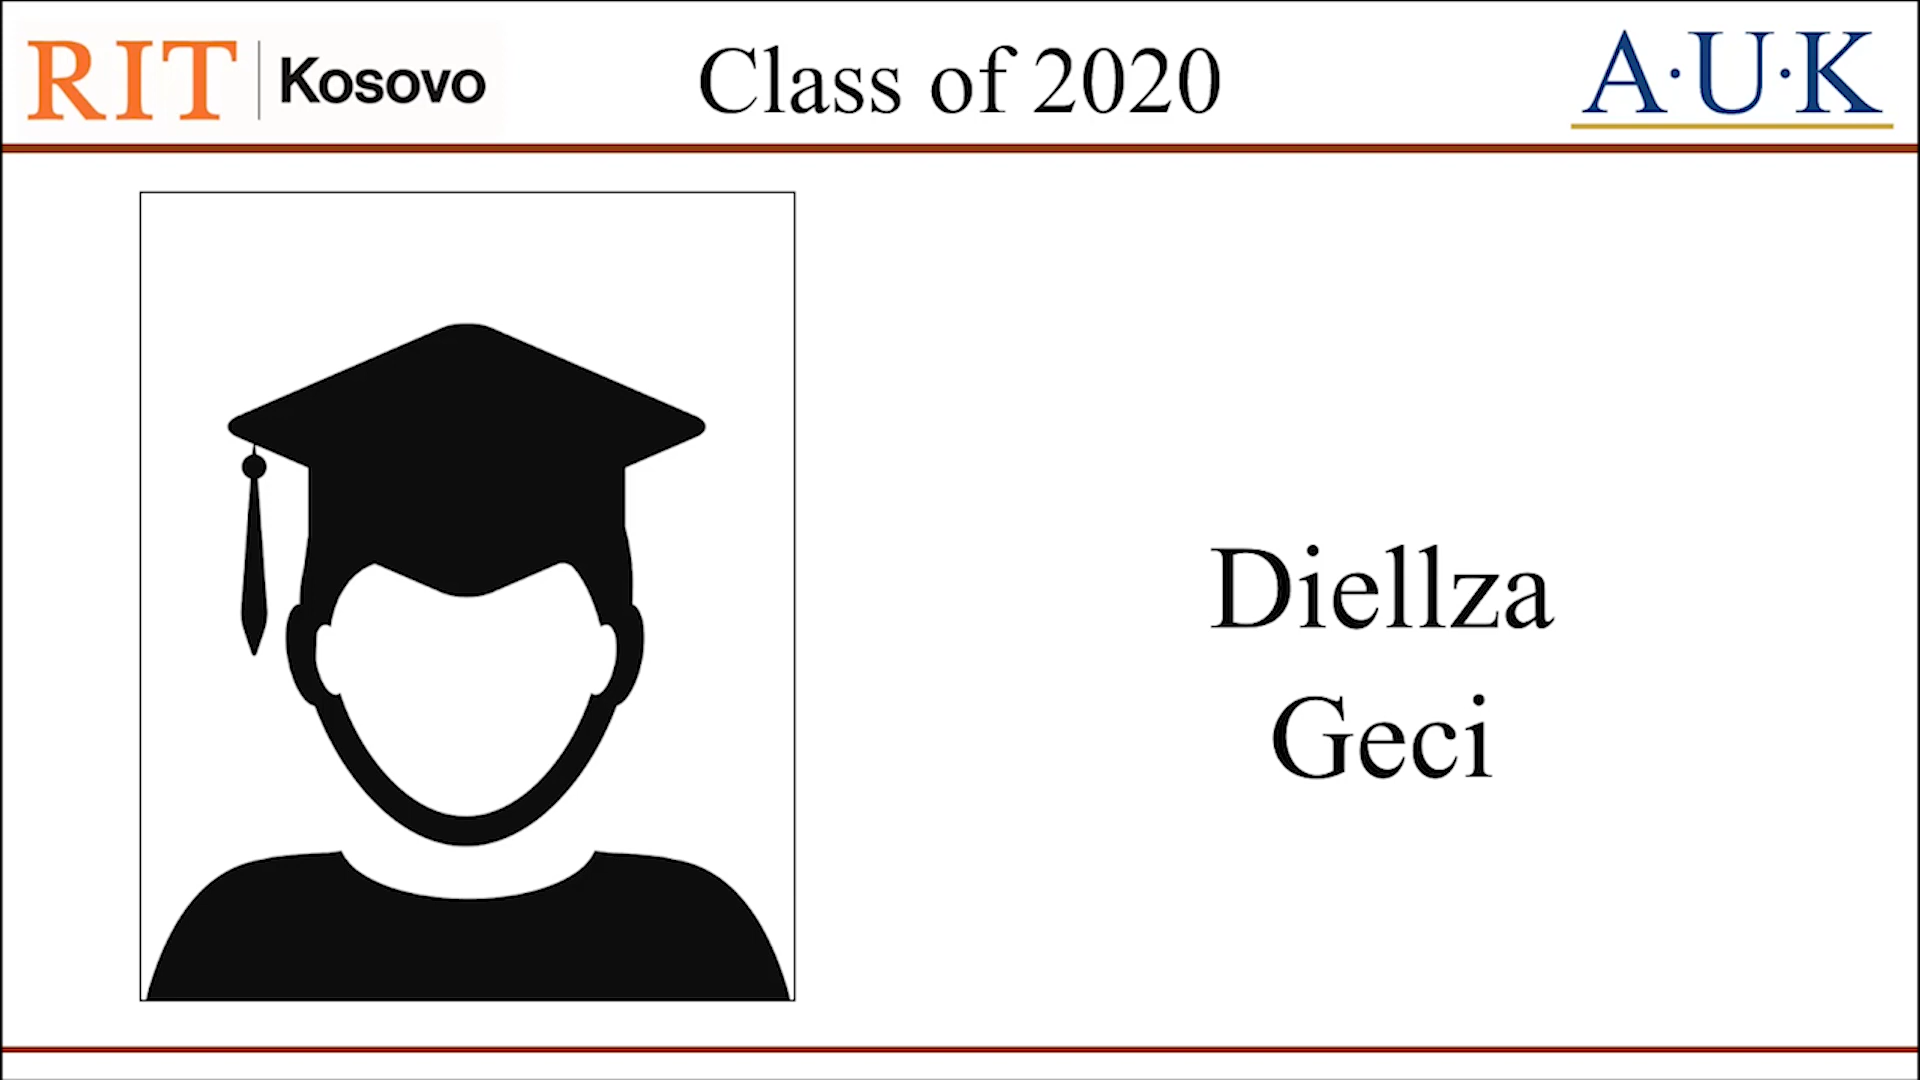 RIT | Kosovo
Class of 2020
A·U·K
Diellza
Geci